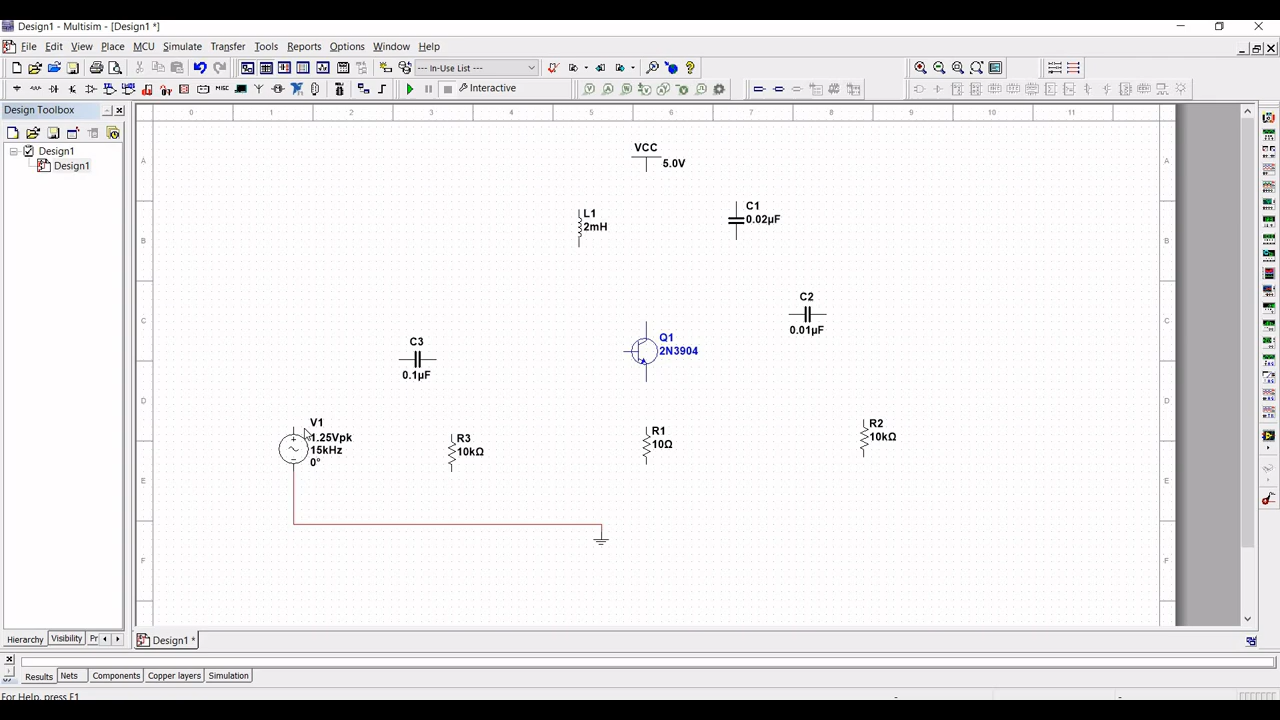 Design1 - Multisim - [Design1 *]
File Edit View Place MCU Simulate Transfer Tools Reports Options Window Help
--- In-Use List ---
Interactive
Design Toolbox
Design1
Design1
0 1 2 3 4 5 6 7 8 9 10 11
A A
B B
C C
D D
E E
F F
VCC
5.0V
L1
2mH
C1
0.02µF
C2
0.01µF
C3
0.1µF
Q1
2N3904
V1
1.25Vpk
15kHz
0°
R3
10kΩ
R1
10Ω
R2
10kΩ
Hierarchy Visibility Pr
Design1 *
Results Nets Components Copper layers Simulation
For Help, press F1
- -